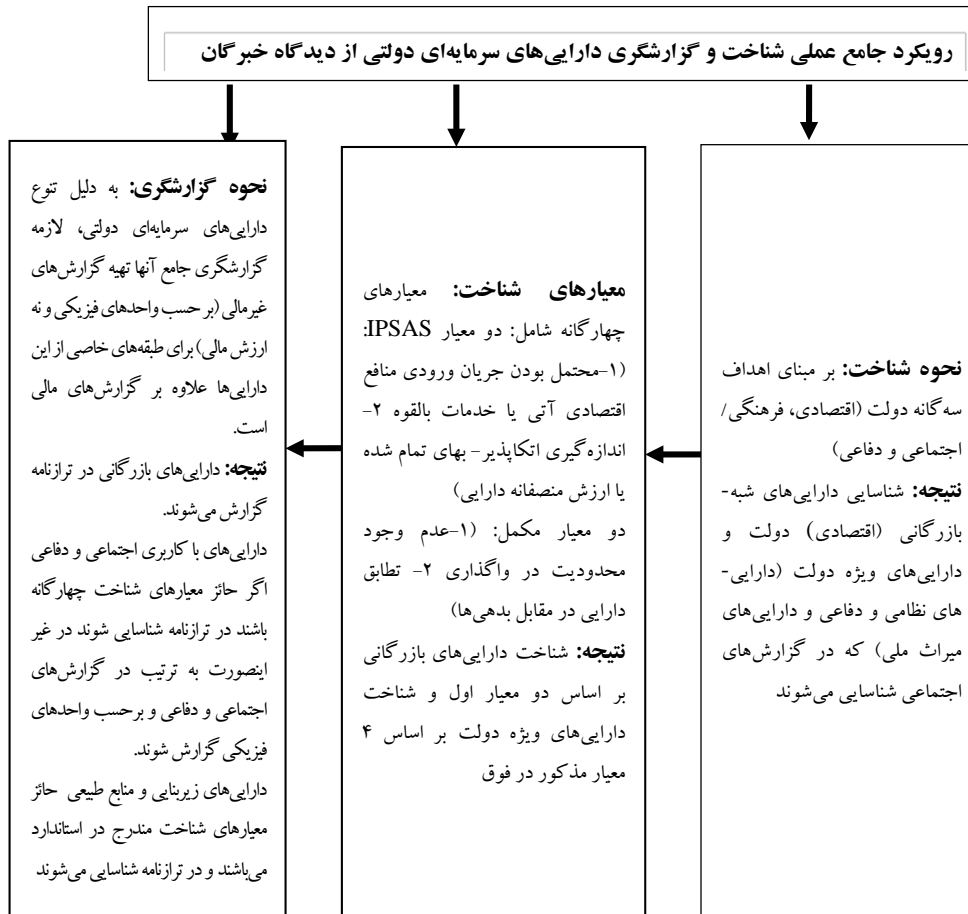 رویکرد جامع عملی شناخت و گزارشگری دارایی‌های سرمایه‌ای دولتی از دیدگاه خبرگان
نحوه شناخت: بر مبنای اهداف
سه‌گانه دولت (اقتصادی، فرهنگی/
اجتماعی و دفاعی)
نتیجه: شناسایی دارایی‌های شبه-
بازرگانی (اقتصادی) دولت و
دارایی‌های ویژه دولت (دارایی-
های نظامی و دفاعی و دارایی‌های
میراث ملی) که در گزارش‌های
اجتماعی شناسایی می‌شوند
معیارهای شناخت: معیارهای
چهارگانه شامل: دو معیار IPSAS:
(۱-محتمل بودن جریان ورودی منافع
اقتصادی آتی یا خدمات بالقوه ۲-
اندازه‌گیری اتکاپذیر- بهای تمام شده
یا ارزش منصفانه دارایی)
دو معیار مکمل: (۱-عدم وجود
محدودیت در واگذاری ۲- تطابق
دارایی در مقابل بدهی‌ها)
نتیجه: شناخت دارایی‌های بازرگانی
بر اساس دو معیار اول و شناخت
دارایی‌های ویژه دولت بر اساس ۴
معیار مذکور در فوق
نحوه گزارشگری: به دلیل تنوع
دارایی‌های سرمایه‌ای دولتی، لازمه
گزارشگری جامع آنها تهیه گزارش‌های
غیرمالی (بر حسب واحدهای فیزیکی و نه
ارزش مالی) برای طبقه‌های خاصی از این
دارایی‌ها علاوه بر گزارش‌های مالی
است.
نتیجه: دارایی‌های بازرگانی در ترازنامه
گزارش می‌شوند.
دارایی‌های با کاربری اجتماعی و دفاعی
اگر حائز معیارهای شناخت چهارگانه
باشند در ترازنامه شناسایی شوند در غیر
اینصورت به ترتیب در گزارش‌های
اجتماعی و دفاعی و برحسب واحدهای
فیزیکی گزارش شوند.
دارایی‌های زیربنایی و منابع طبیعی حائز
معیارهای شناخت مندرج در استاندارد
می‌باشند و در ترازنامه شناسایی می‌شوند